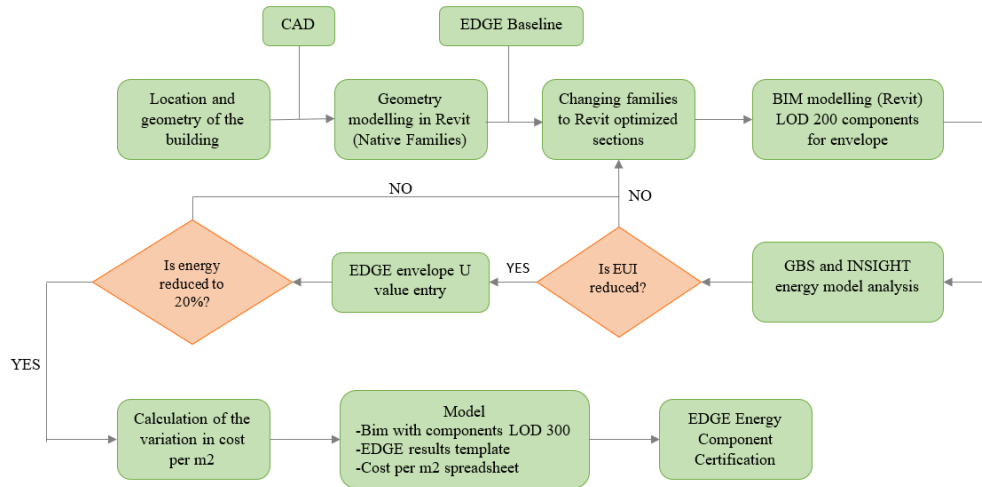 CAD
EDGE Baseline
Location and
geometry of the
building
Geometry
modelling in Revit
(Native Families)
Changing families
to Revit optimized
sections
BIM modelling (Revit)
LOD 200 components
for envelope
NO
NO
Is energy
reduced to
20%?
EDGE envelope U
value entry
YES
Is EUI
reduced?
GBS and INSIGHT
energy model analysis
YES
Calculation of the
variation in cost
per m2
Model
-Bim with components LOD 300
-EDGE results template
-Cost per m2 spreadsheet
EDGE Energy
Component
Certification